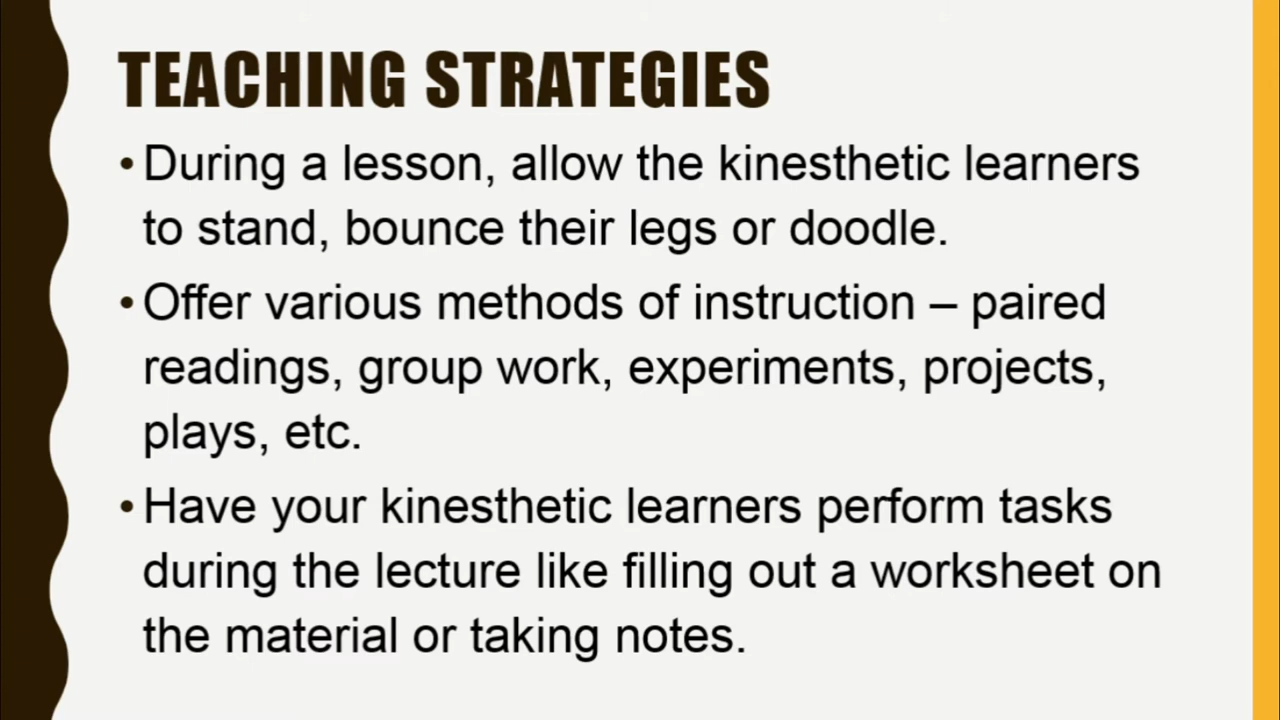 TEACHING STRATEGIES
• During a lesson, allow the kinesthetic learners
to stand, bounce their legs or doodle.
• Offer various methods of instruction – paired
readings, group work, experiments, projects,
plays, etc.
• Have your kinesthetic learners perform tasks
during the lecture like filling out a worksheet on
the material or taking notes.